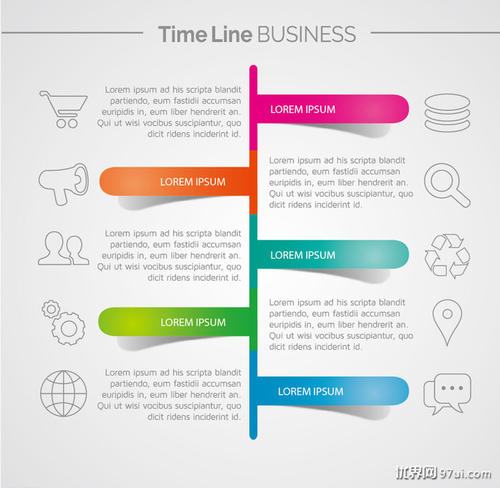 Time Line BUSINESS
Lorem ipsum ad his scripta blandit
partiendo, eum fastidii accumsan
euripidis in, eum liber hendrerit an.
Qui ut wisi vocibus suscipiantur,
quo dicit ridens inciderint id.
LOREM IPSUM
LOREM IPSUM
Lorem ipsum ad his scripta blandit
partiendo, eum fastidii accumsan
euripidis in, eum liber hendrerit an.
Qui ut wisi vocibus suscipiantur,
quo dicit ridens inciderint id.
Lorem ipsum ad his scripta blandit
partiendo, eum fastidii accumsan
euripidis in, eum liber hendrerit an.
Qui ut wisi vocibus suscipiantur,
quo dicit ridens inciderint id.
LOREM IPSUM
LOREM IPSUM
Lorem ipsum ad his scripta blandit
partiendo, eum fastidii accumsan
euripidis in, eum liber hendrerit an.
Qui ut wisi vocibus suscipiantur,
quo dicit ridens inciderint id.
Lorem ipsum ad his scripta blandit
partiendo, eum fastidii accumsan
euripidis in, eum liber hendrerit an.
Qui ut wisi vocibus suscipiantur,
quo dicit ridens inciderint id.
LOREM IPSUM
优界网97ui.com